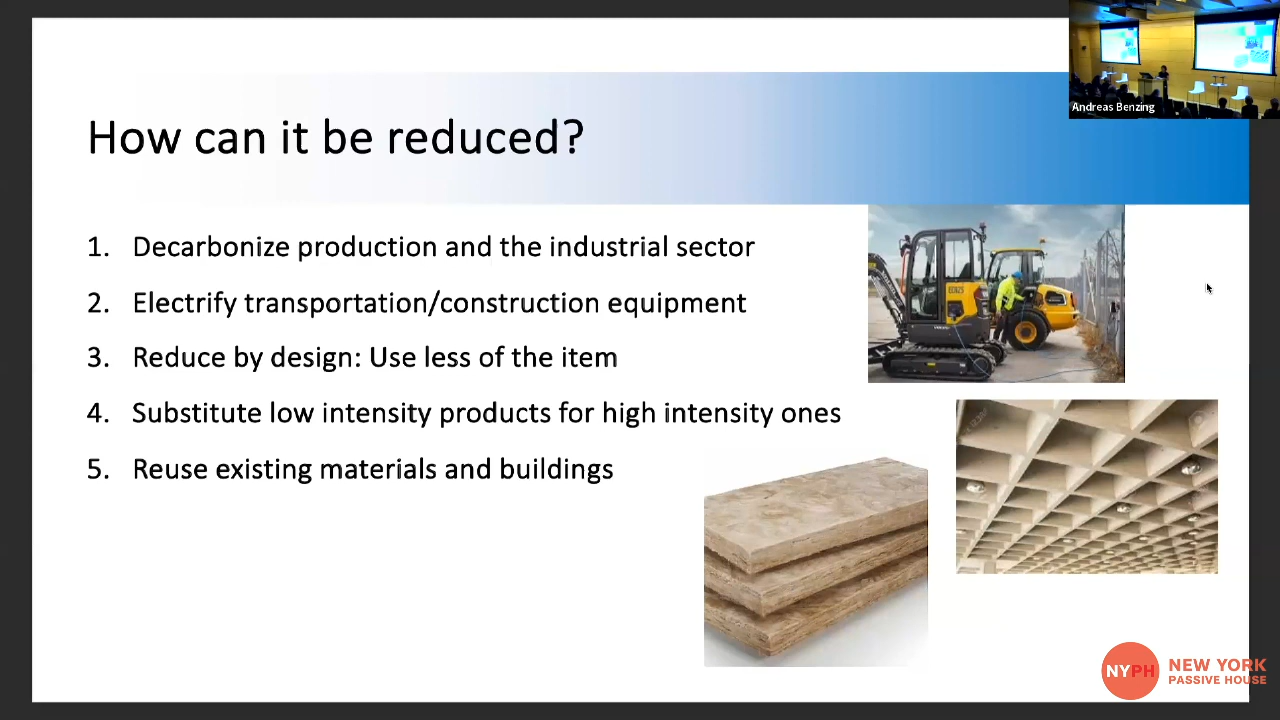 Andreas Benzing
How can it be reduced?
1. Decarbonize production and the industrial sector
2. Electrify transportation/construction equipment
3. Reduce by design: Use less of the item
4. Substitute low intensity products for high intensity ones
5. Reuse existing materials and buildings
NYPH NEW YORK
PASSIVE HOUSE